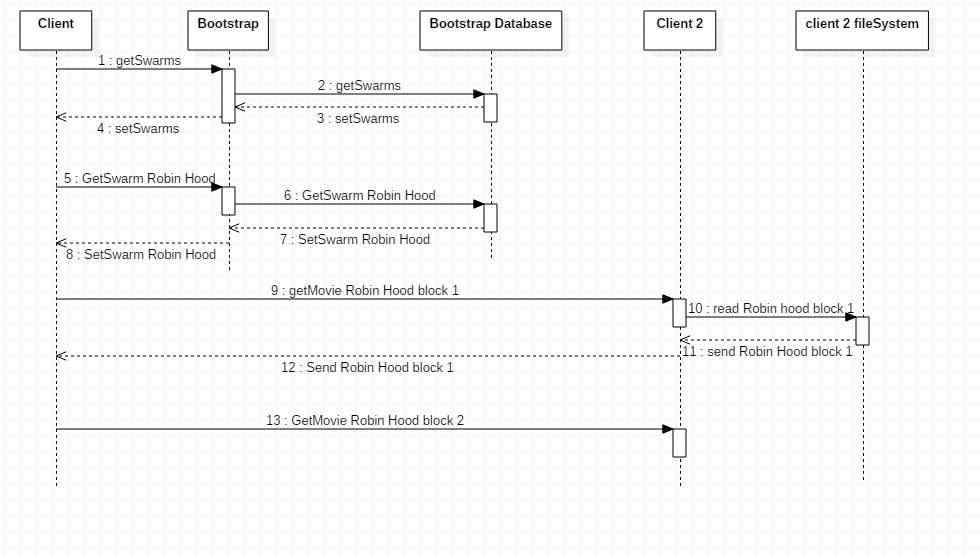 Client
Bootstrap
Bootstrap Database
Client 2
client 2 fileSystem
1 : getSwarms
2 : getSwarms
3 : setSwarms
4 : setSwarms
5 : GetSwarm Robin Hood
6 : GetSwarm Robin Hood
7 : SetSwarm Robin Hood
8 : SetSwarm Robin Hood
9 : getMovie Robin Hood block 1
10 : read Robin hood block 1
11 : send Robin Hood block 1
12 : Send Robin Hood block 1
13 : GetMovie Robin Hood block 2